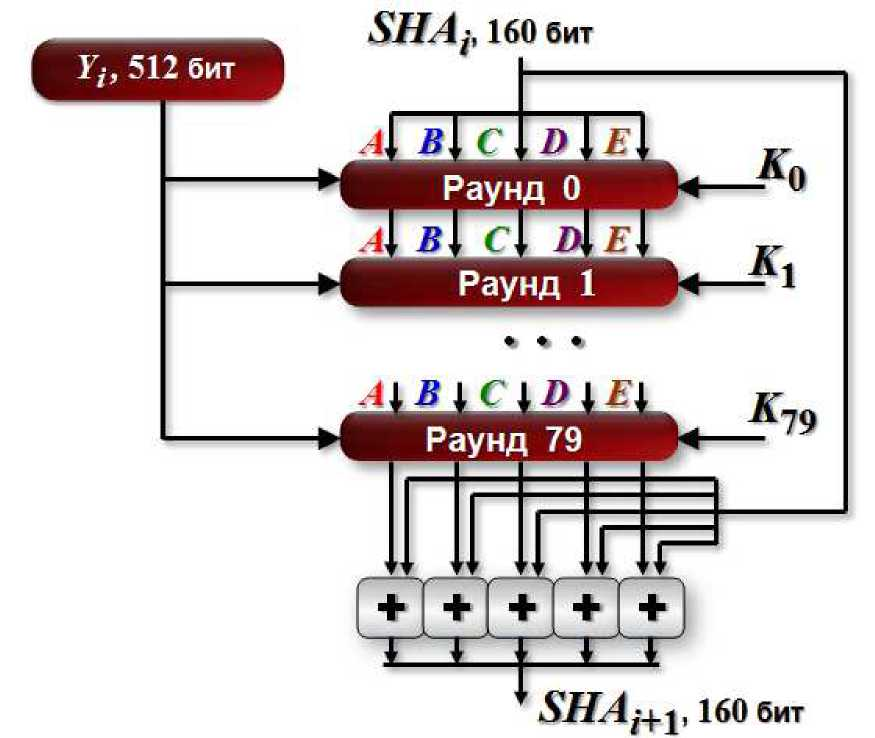 SHAi, 160 бит
Yi, 512 бит
A B C D E
K0
Раунд 0
A B C D E
K1
Раунд 1
. . .
A B C D E
K79
Раунд 79
+ + + + +
SHAi+1, 160 бит